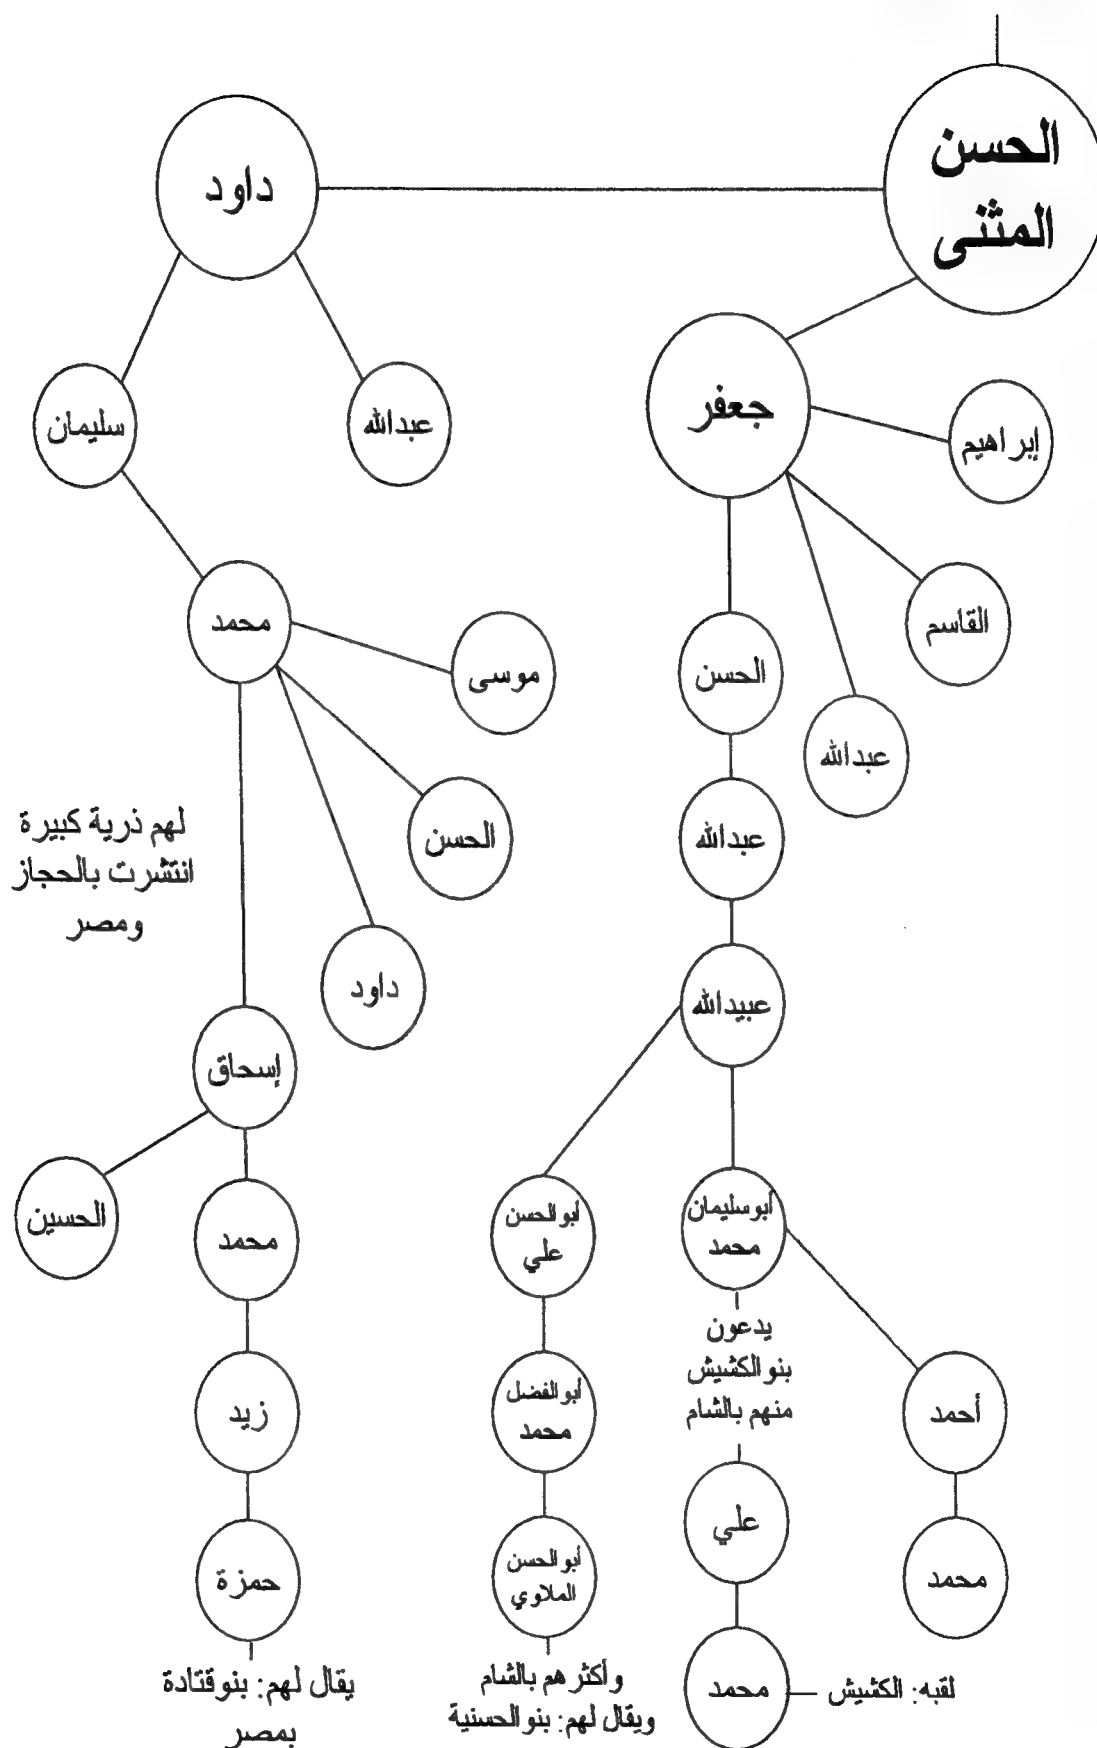 الحسن
المثنى
داود
جعفر
إبراهيم
عبدالله
سليمان
القاسم
محمد
الحسن
موسى
عبدالله
لهم ذرية كبيرة
انتشرت بالحجاز
ومصر
الحسن
عبدالله
داود
عبيدالله
إسحاق
الحسين
محمد
أبوسليمان
محمد
أبوالحسن
علي
يدعون
بنوالكشيش
منهم بالشام
أحمد
أبوالفضل
محمد
زيد
علي
محمد
أبوالحسن
الملاوي
حمزة
لقبه: الكشيش
محمد
وأكثرهم بالشام
ويقال لهم: بنوالحسنية
يقال لهم: بنوقتادة
بمصر